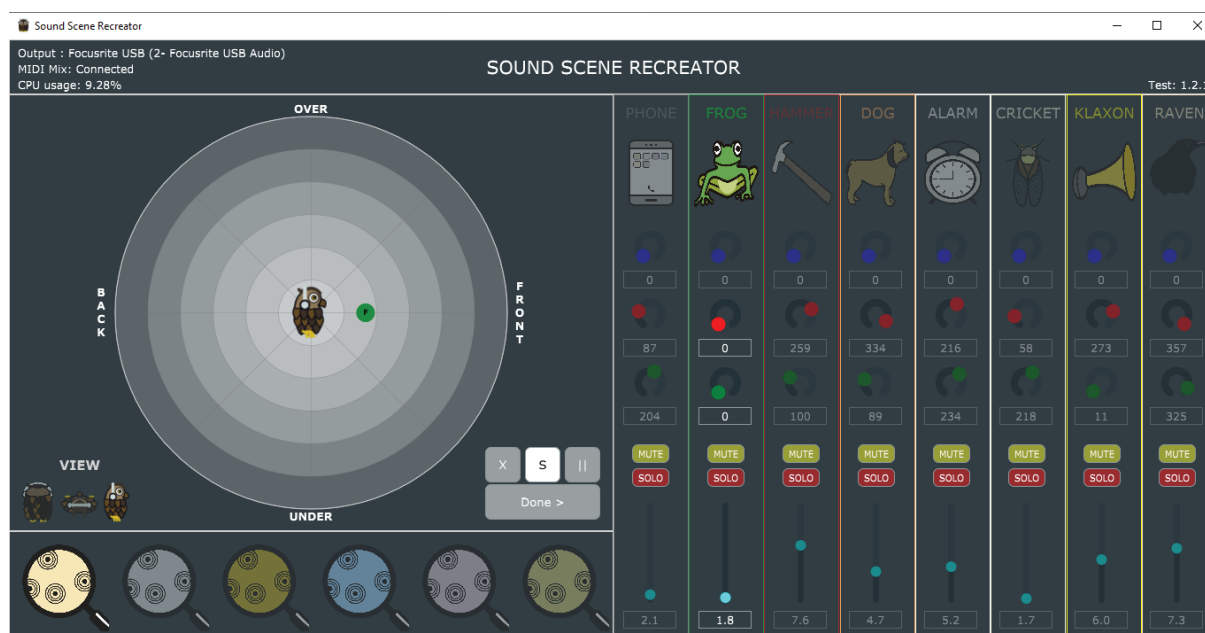 Sound Scene Recreator
Output : Focusrite USB (2- Focusrite USB Audio)
MIDI Mix: Connected
CPU usage: 9.28%
SOUND SCENE RECREATOR
Test: 1.2.1
OVER
BACK
FRONT
F
UNDER
VIEW
X S ||
Done >
PHONE FROG HAMMER DOG ALARM CRICKET KLAXON RAVEN
0 0 0 0 0 0 0 0
87 0 259 334 216 58 273 357
204 0 100 89 234 218 11 325
MUTE MUTE MUTE MUTE MUTE MUTE MUTE MUTE
SOLO SOLO SOLO SOLO SOLO SOLO SOLO SOLO
2.1 1.8 7.6 4.7 5.2 1.7 6.0 7.3